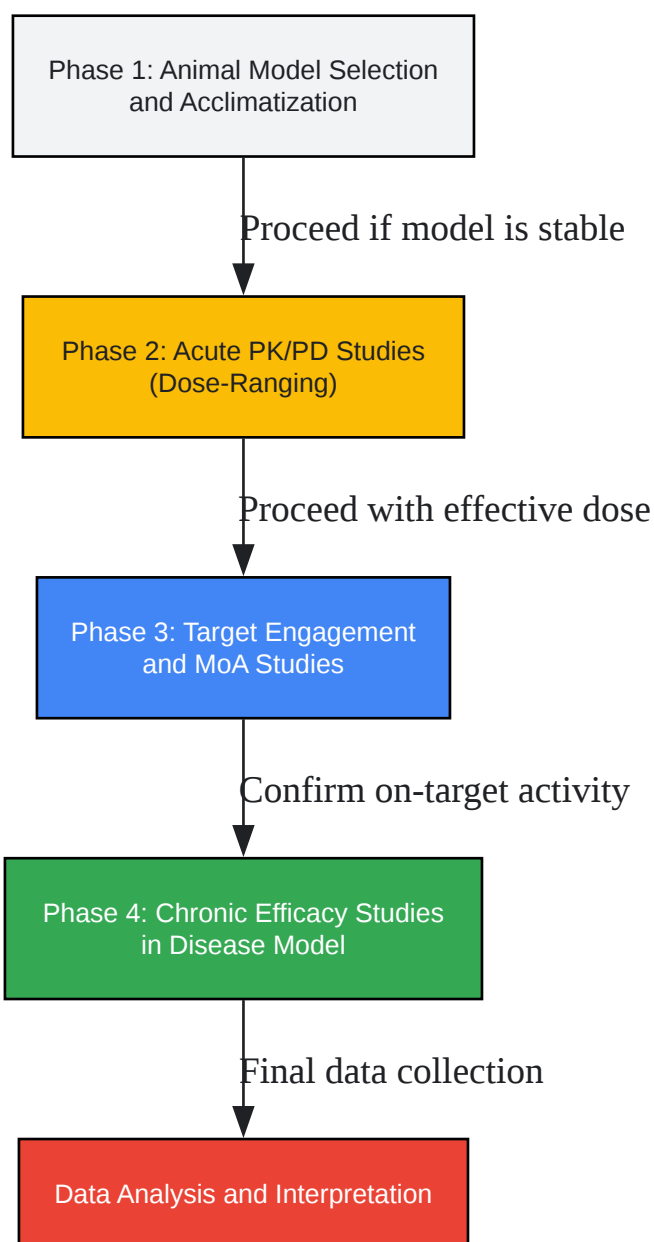 Phase 1: Animal Model Selection
and Acclimatization
Proceed if model is stable
Phase 2: Acute PK/PD Studies
(Dose-Ranging)
Proceed with effective dose
Phase 3: Target Engagement
and MoA Studies
Confirm on-target activity
Phase 4: Chronic Efficacy Studies
in Disease Model
Final data collection
Data Analysis and Interpretation